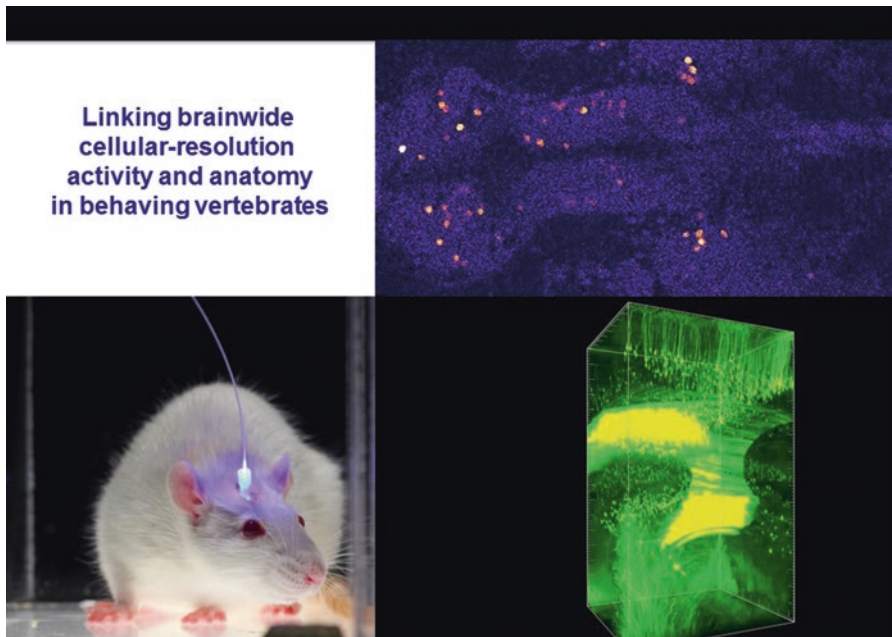 Linking brainwide
cellular-resolution
activity and anatomy
in behaving vertebrates